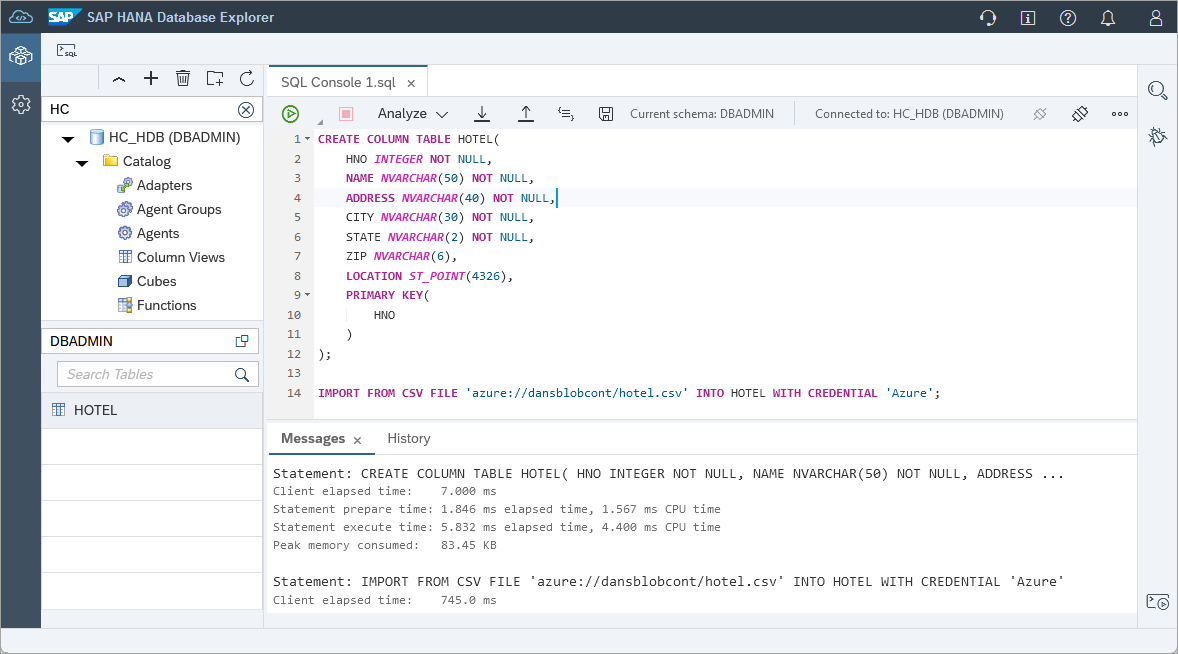 SAP SAP HANA Database Explorer
SQL
HC
HC_HDB (DBADMIN)
Catalog
Adapters
Agent Groups
Agents
Column Views
Cubes
Functions
DBADMIN
Search Tables
HOTEL
SQL Console 1.sql
Analyze
Current schema: DBADMIN
Connected to: HC_HDB (DBADMIN)
1 CREATE COLUMN TABLE HOTEL(
2 HNO INTEGER NOT NULL,
3 NAME NVARCHAR(50) NOT NULL,
4 ADDRESS NVARCHAR(40) NOT NULL,
5 CITY NVARCHAR(30) NOT NULL,
6 STATE NVARCHAR(2) NOT NULL,
7 ZIP NVARCHAR(6),
8 LOCATION ST_POINT(4326),
9 PRIMARY KEY(
10 HNO
11 )
12 );
13
14 IMPORT FROM CSV FILE 'azure://dansblobcont/hotel.csv' INTO HOTEL WITH CREDENTIAL 'Azure';
Messages History
Statement: CREATE COLUMN TABLE HOTEL( HNO INTEGER NOT NULL, NAME NVARCHAR(50) NOT NULL, ADDRESS ...
Client elapsed time: 7.000 ms
Statement prepare time: 1.846 ms elapsed time, 1.567 ms CPU time
Statement execute time: 5.832 ms elapsed time, 4.400 ms CPU time
Peak memory consumed: 83.45 KB
Statement: IMPORT FROM CSV FILE 'azure://dansblobcont/hotel.csv' INTO HOTEL WITH CREDENTIAL 'Azure'
Client elapsed time: 745.0 ms